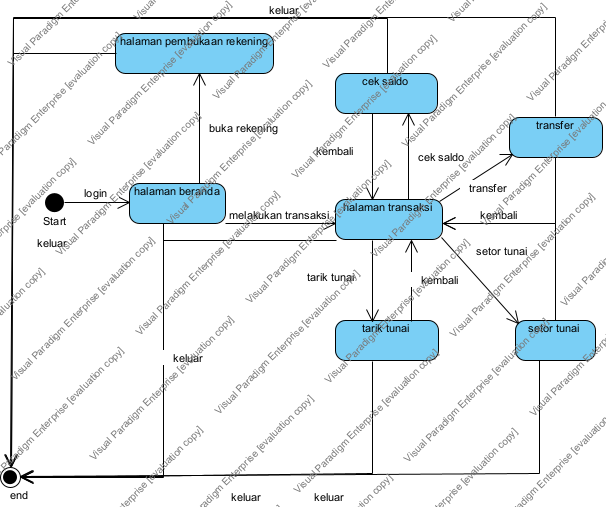 keluar
halaman pembukaan rekening
cek saldo
transfer
buka rekening
kembali
cek saldo
transfer
login
halaman beranda
Start
melakukan transaksi
halaman transaksi
kembali
keluar
setor tunai
tarik tunai
kembali
tarik tunai
setor tunai
keluar
end
keluar
keluar
Visual Paradigm Enterprise [evaluation copy]